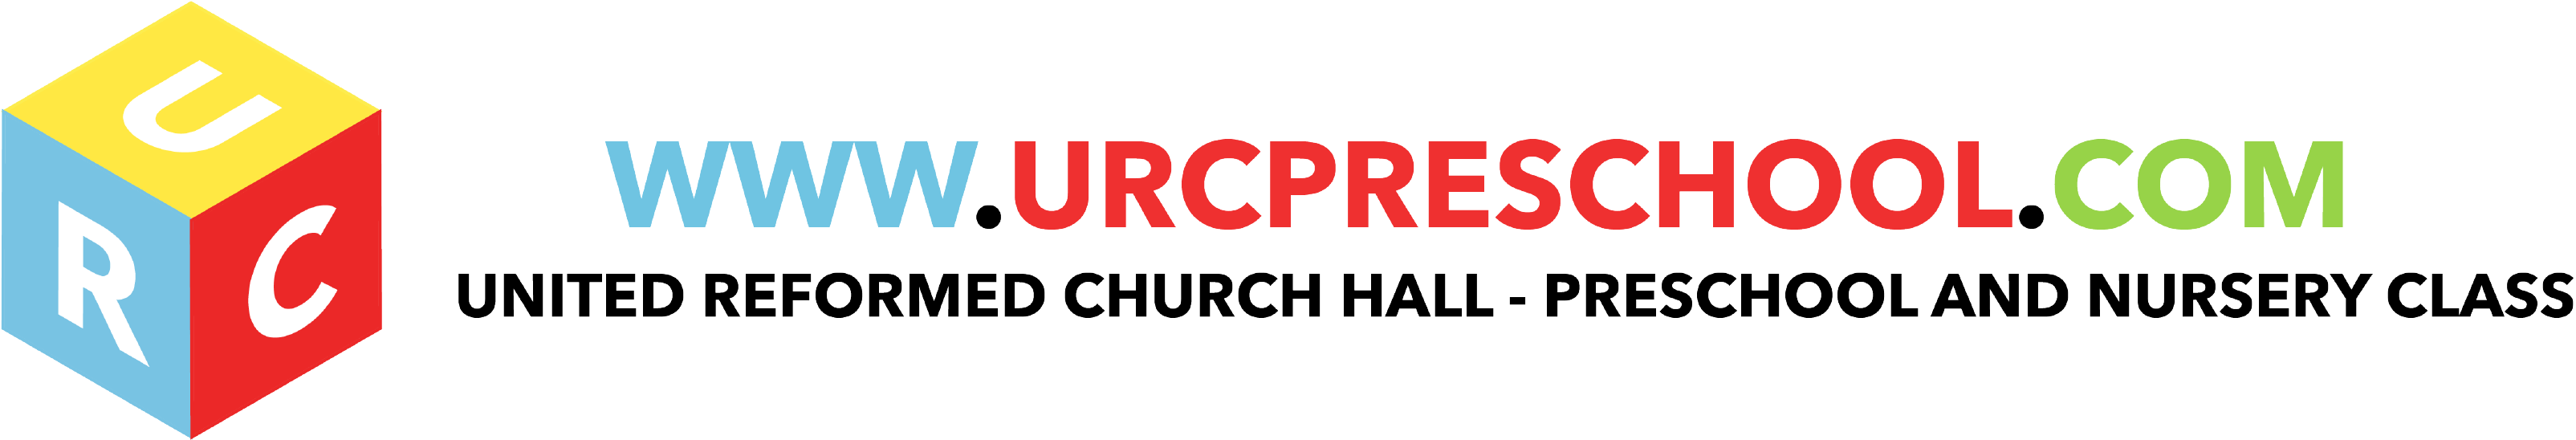 U
R C
WWW.URCPRESCHOOL.COM
UNITED REFORMED CHURCH HALL - PRESCHOOL AND NURSERY CLASS